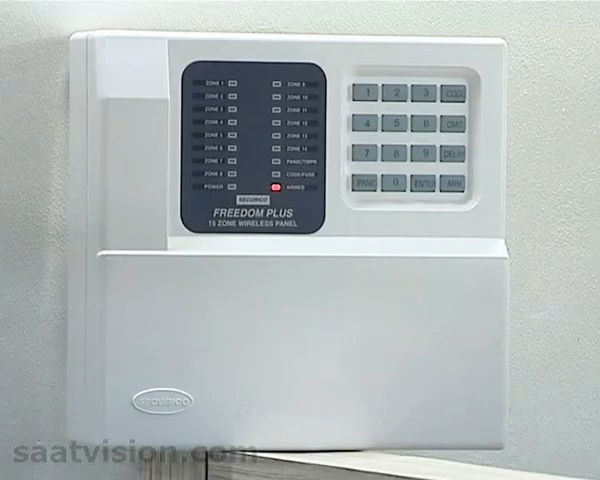 ZONE 1 ZONE 9
ZONE 2 ZONE 10
ZONE 3 ZONE 11
ZONE 4 ZONE 12
ZONE 5 ZONE 13
ZONE 6 ZONE 14
ZONE 7 PANIC/TMPR
ZONE 8 CODE/FUSE
POWER ARMED
SECURICO
FREEDOM PLUS
15 ZONE WIRELESS PANEL
1 2 3 CODE
4 5 6 OMIT
7 8 9 DELAY
PANIC 0 ENTER ARM
SECURICO
saatvision.com